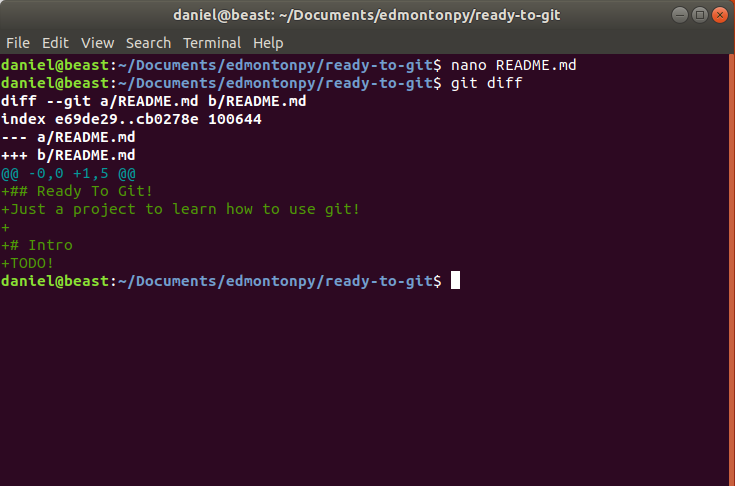 daniel@beast: ~/Documents/edmontonpy/ready-to-git
File Edit View Search Terminal Help
daniel@beast:~/Documents/edmontonpy/ready-to-git$ nano README.md
daniel@beast:~/Documents/edmontonpy/ready-to-git$ git diff
diff --git a/README.md b/README.md
index e69de29..cb0278e 100644
--- a/README.md
+++ b/README.md
@@ -0,0 +1,5 @@
+## Ready To Git!
+Just a project to learn how to use git!
+
+# Intro
+TODO!
daniel@beast:~/Documents/edmontonpy/ready-to-git$